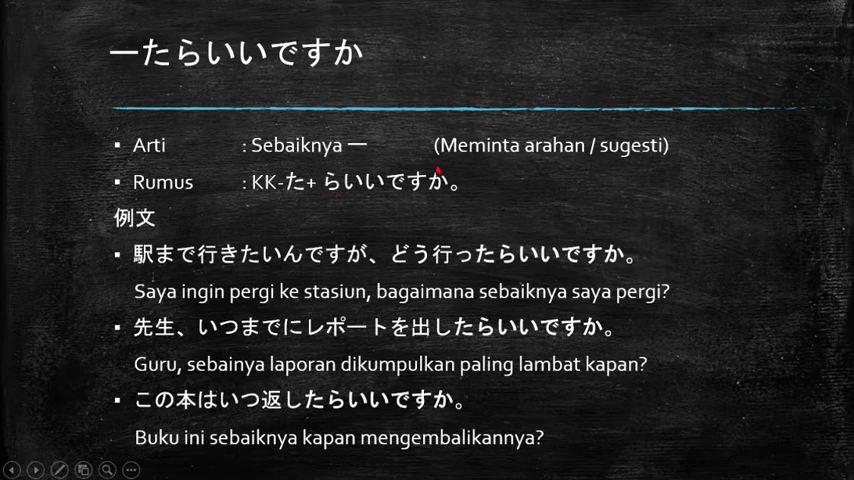 一たらいいですか
▪ Arti : Sebaiknya 一 (Meminta arahan / sugesti)
▪ Rumus : KK-た+ らいいですか。
例文
▪ 駅まで行きたいんですが、どう行ったらいいですか。
Saya ingin pergi ke stasiun, bagaimana sebaiknya saya pergi?
▪ 先生、いつまでにレポートを出したらいいですか。
Guru, sebainya laporan dikumpulkan paling lambat kapan?
▪ この本はいつ返したらいいですか。
Buku ini sebaiknya kapan mengembalikannya?